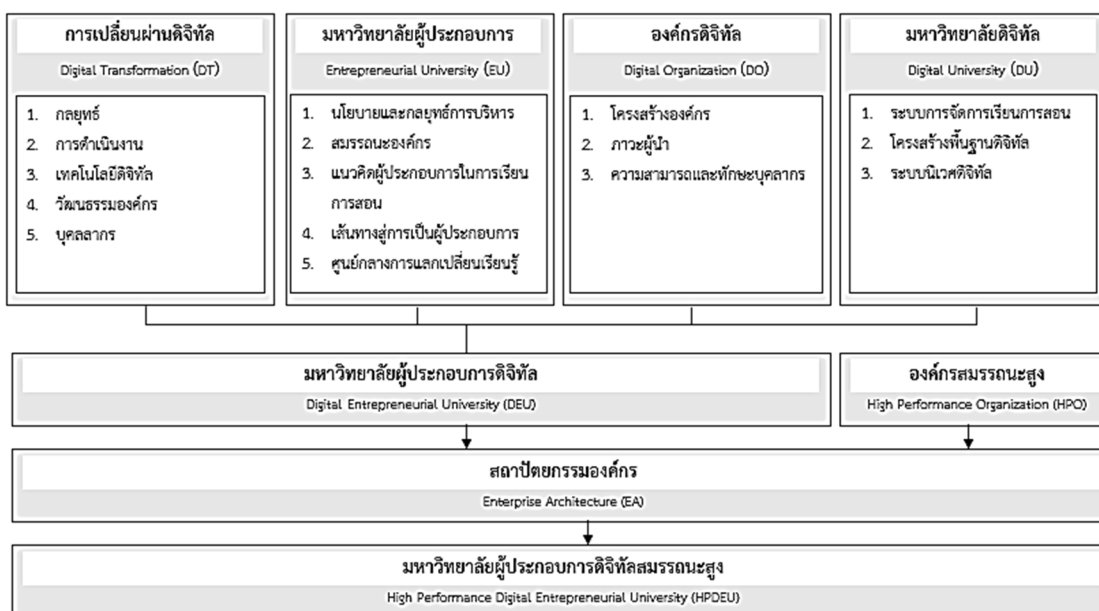 การเปลี่ยนผ่านดิจิทัล
Digital Transformation (DT)
1. กลยุทธ์
2. การดำเนินงาน
3. เทคโนโลยีดิจิทัล
4. วัฒนธรรมองค์กร
5. บุคลลากร
มหาวิทยาลัยผู้ประกอบการ
Entrepreneurial University (EU)
1. นโยบายและกลยุทธ์การบริหาร
2. สมรรถนะองค์กร
3. แนวคิดผู้ประกอบการในการเรียน
การสอน
4. เส้นทางสู่การเป็นผู้ประกอบการ
5. ศูนย์กลางการแลกเปลี่ยนเรียนรู้
องค์กรดิจิทัล
Digital Organization (DO)
1. โครงสร้างองค์กร
2. ภาวะผู้นำ
3. ความสามารถและทักษะบุคลากร
มหาวิทยาลัยดิจิทัล
Digital University (DU)
1. ระบบการจัดการเรียนการสอน
2. โครงสร้างพื้นฐานดิจิทัล
3. ระบบนิเวศดิจิทัล
มหาวิทยาลัยผู้ประกอบการดิจิทัล
Digital Entrepreneurial University (DEU)
องค์กรสมรรถนะสูง
High Performance Organization (HPO)
สถาปัตยกรรมองค์กร
Enterprise Architecture (EA)
มหาวิทยาลัยผู้ประกอบการดิจิทัลสมรรถนะสูง
High Performance Digital Entrepreneurial University (HPDEU)